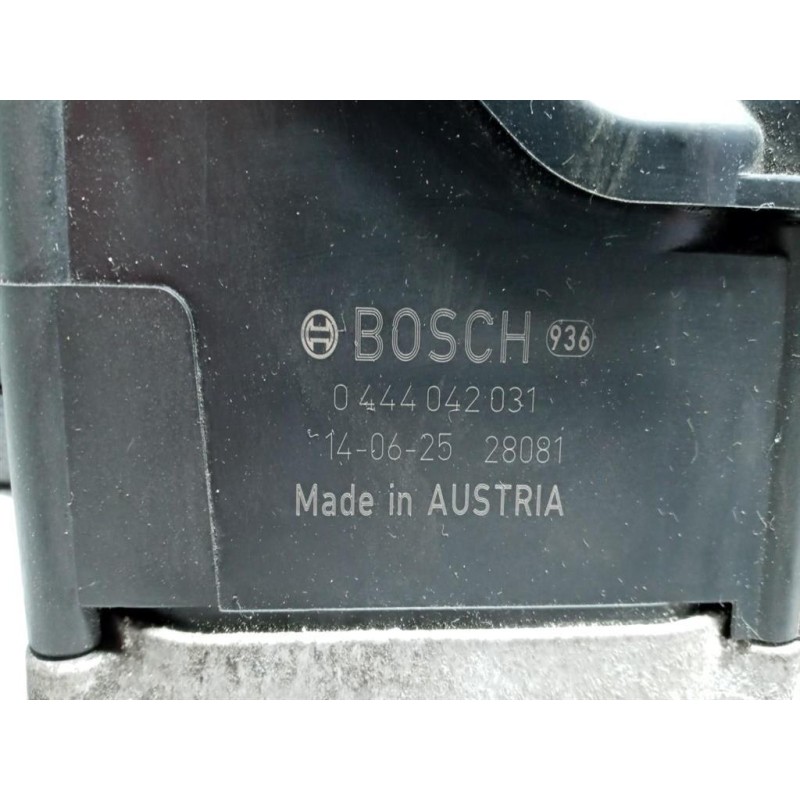 BOSCH 936
0 444 042 031
14-06-25 28081
Made in AUSTRIA